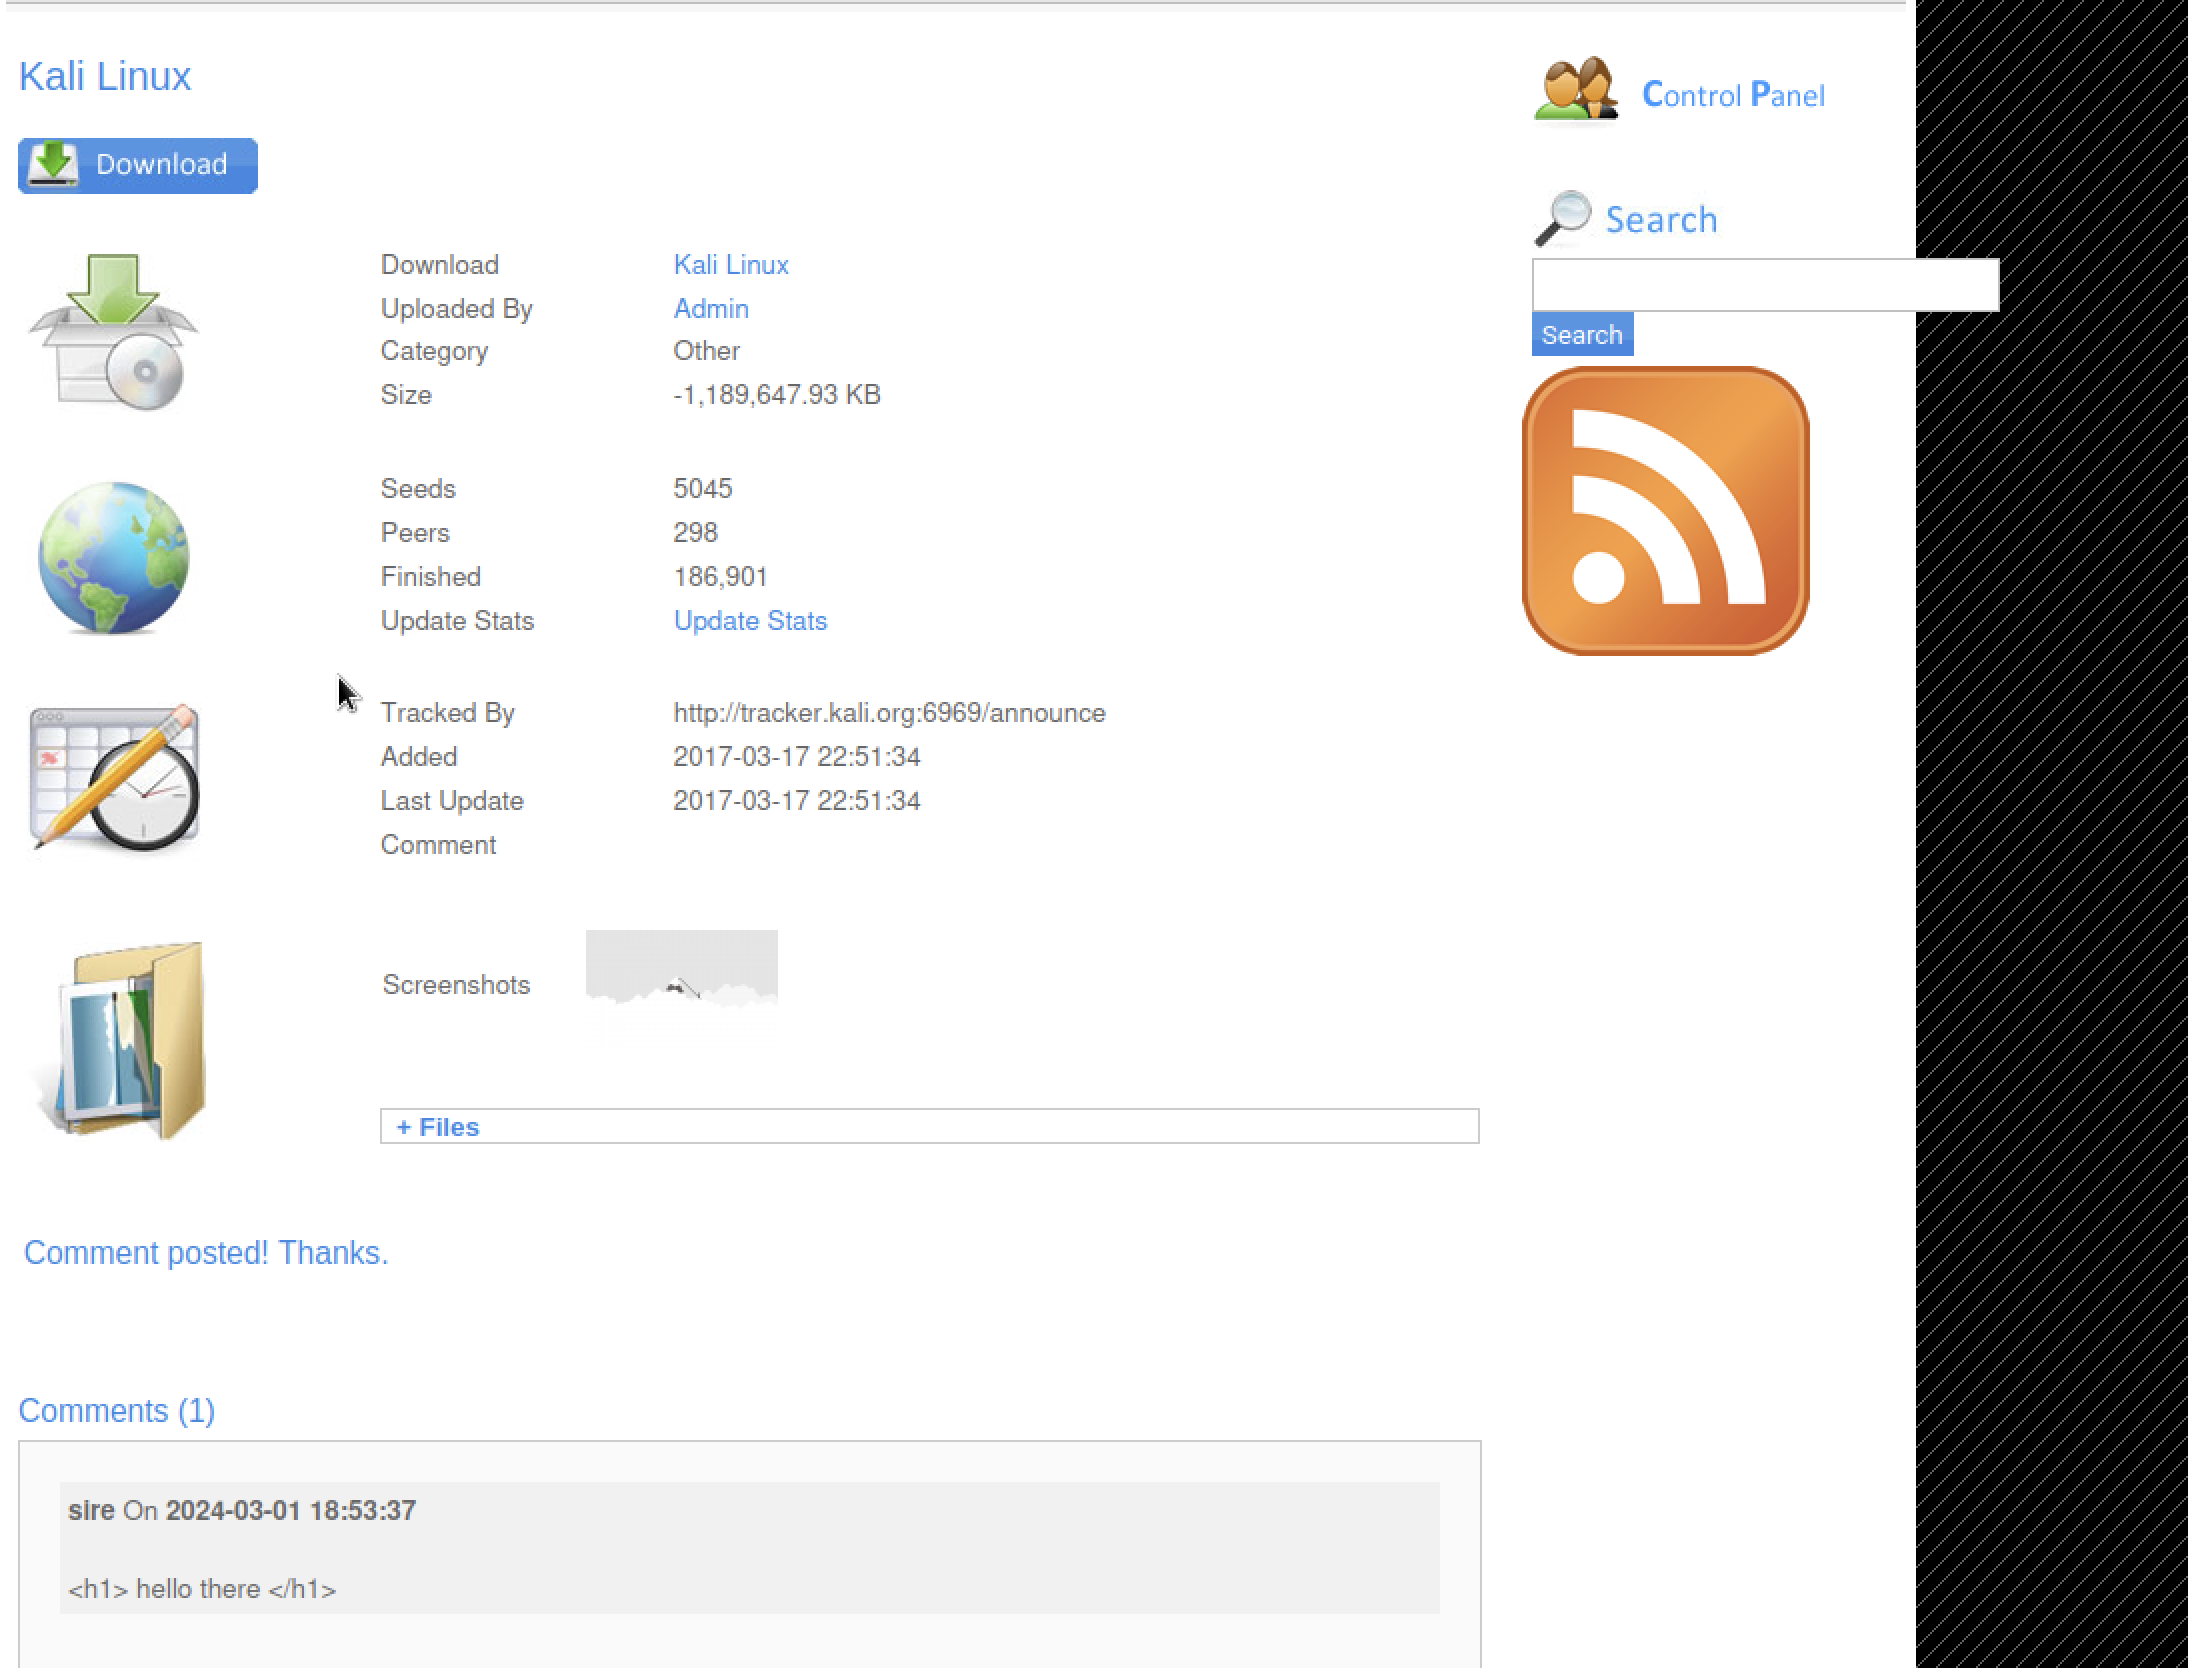 Kali Linux
Control Panel
Download
Search
Download Kali Linux
Uploaded By Admin
Category Other
Size -1,189,647.93 KB
Search
Seeds 5045
Peers 298
Finished 186,901
Update Stats Update Stats
Tracked By http://tracker.kali.org:6969/announce
Added 2017-03-17 22:51:34
Last Update 2017-03-17 22:51:34
Comment
Screenshots
+ Files
Comment posted! Thanks.
Comments (1)
sire On 2024-03-01 18:53:37
<h1> hello there </h1>